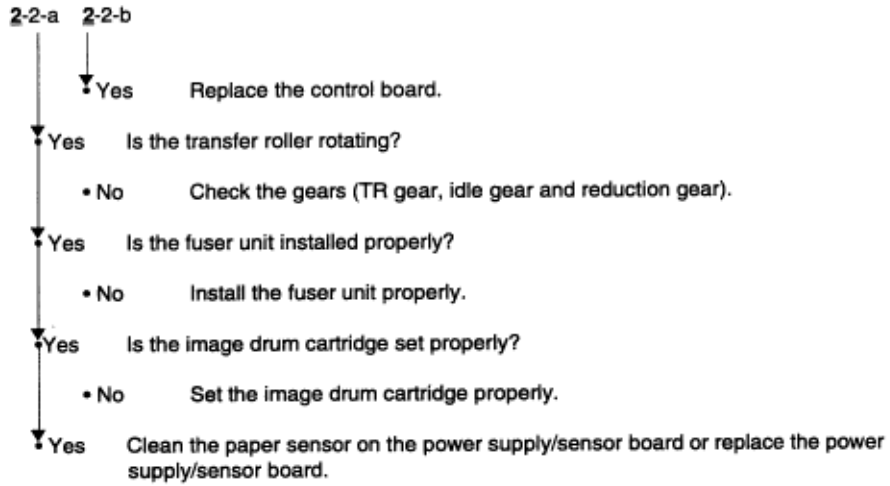 2-2-a 2-2-b
• Yes Replace the control board.
• Yes Is the transfer roller rotating?
• No Check the gears (TR gear, idle gear and reduction gear).
• Yes Is the fuser unit installed properly?
• No Install the fuser unit properly.
• Yes Is the image drum cartridge set properly?
• No Set the image drum cartridge properly.
• Yes Clean the paper sensor on the power supply/sensor board or replace the power
supply/sensor board.